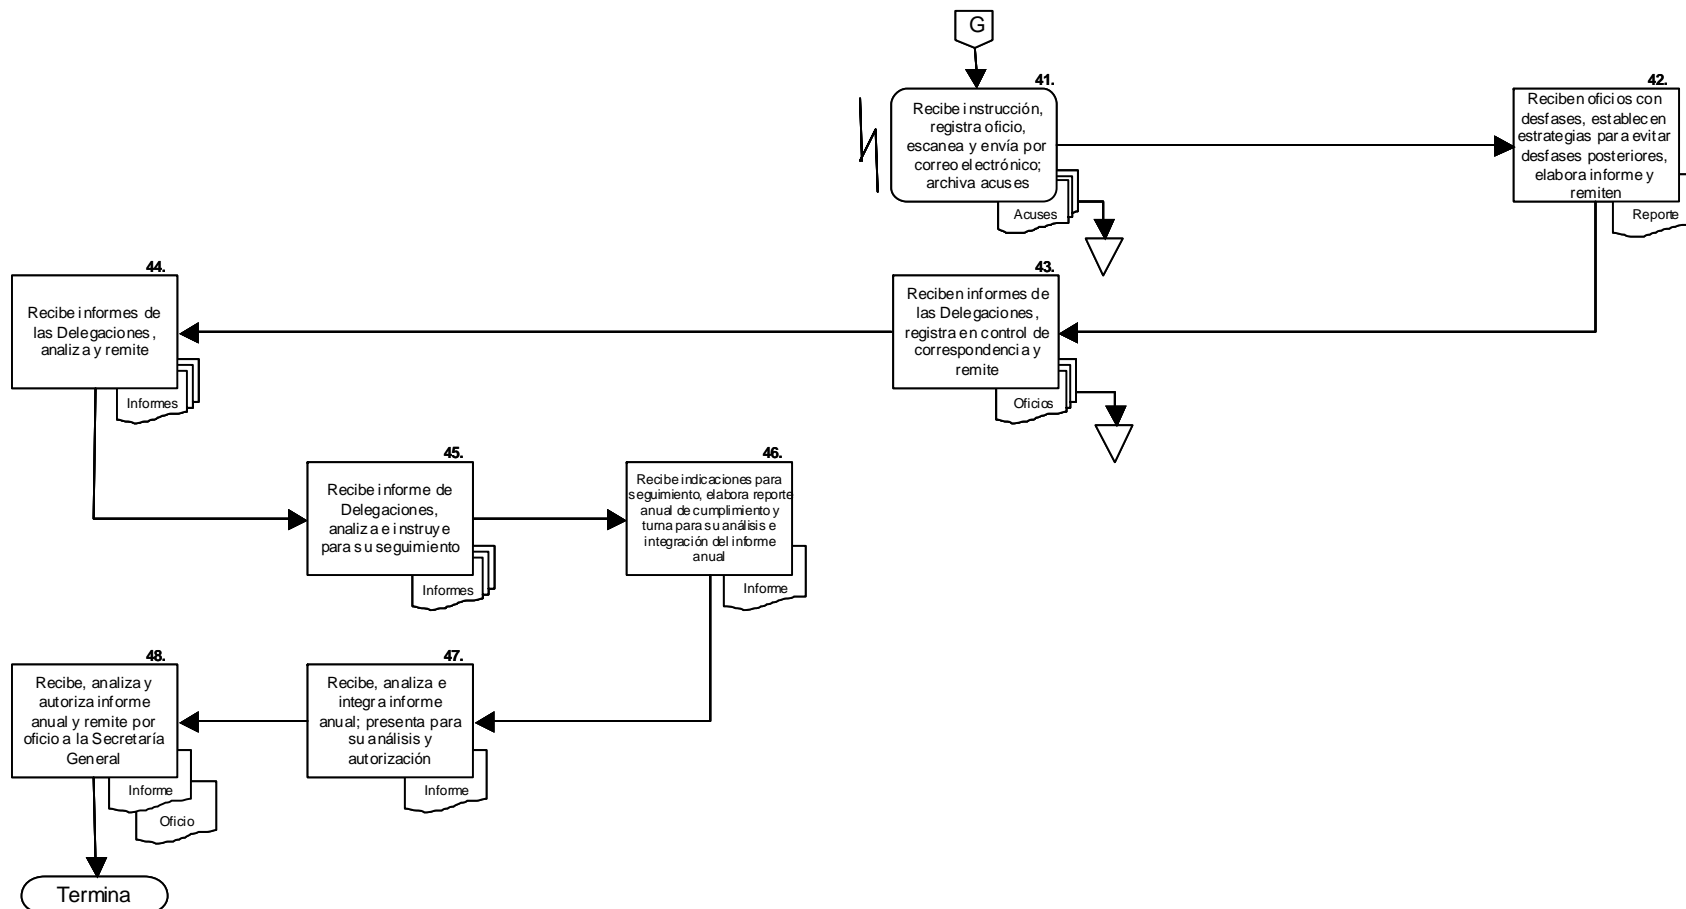 G
41.
Recibe instrucción,
registra oficio,
escanea y envía por
correo electrónico;
archiva acuses
Acuses
42.
Reciben oficios con
desfases, establecen
estrategias para evitar
desfases posteriores,
elabora informe y
remiten
Reporte
43.
Reciben informes de
las Delegaciones,
registra en control de
correspondencia y
remite
Oficios
44.
Recibe informes de
las Delegaciones,
analiza y remite
Informes
45.
Recibe informe de
Delegaciones,
analiza e instruye
para su seguimiento
Informes
46.
Recibe indicaciones para
seguimiento, elabora reporte
anual de cumplimiento y
turna para su análisis e
integración del informe
anual
Informe
47.
Recibe, analiza e
integra informe
anual; presenta para
su análisis y
autorización
Informe
48.
Recibe, analiza y
autoriza informe
anual y remite por
oficio a la Secretaría
General
Informe
Oficio
Termina